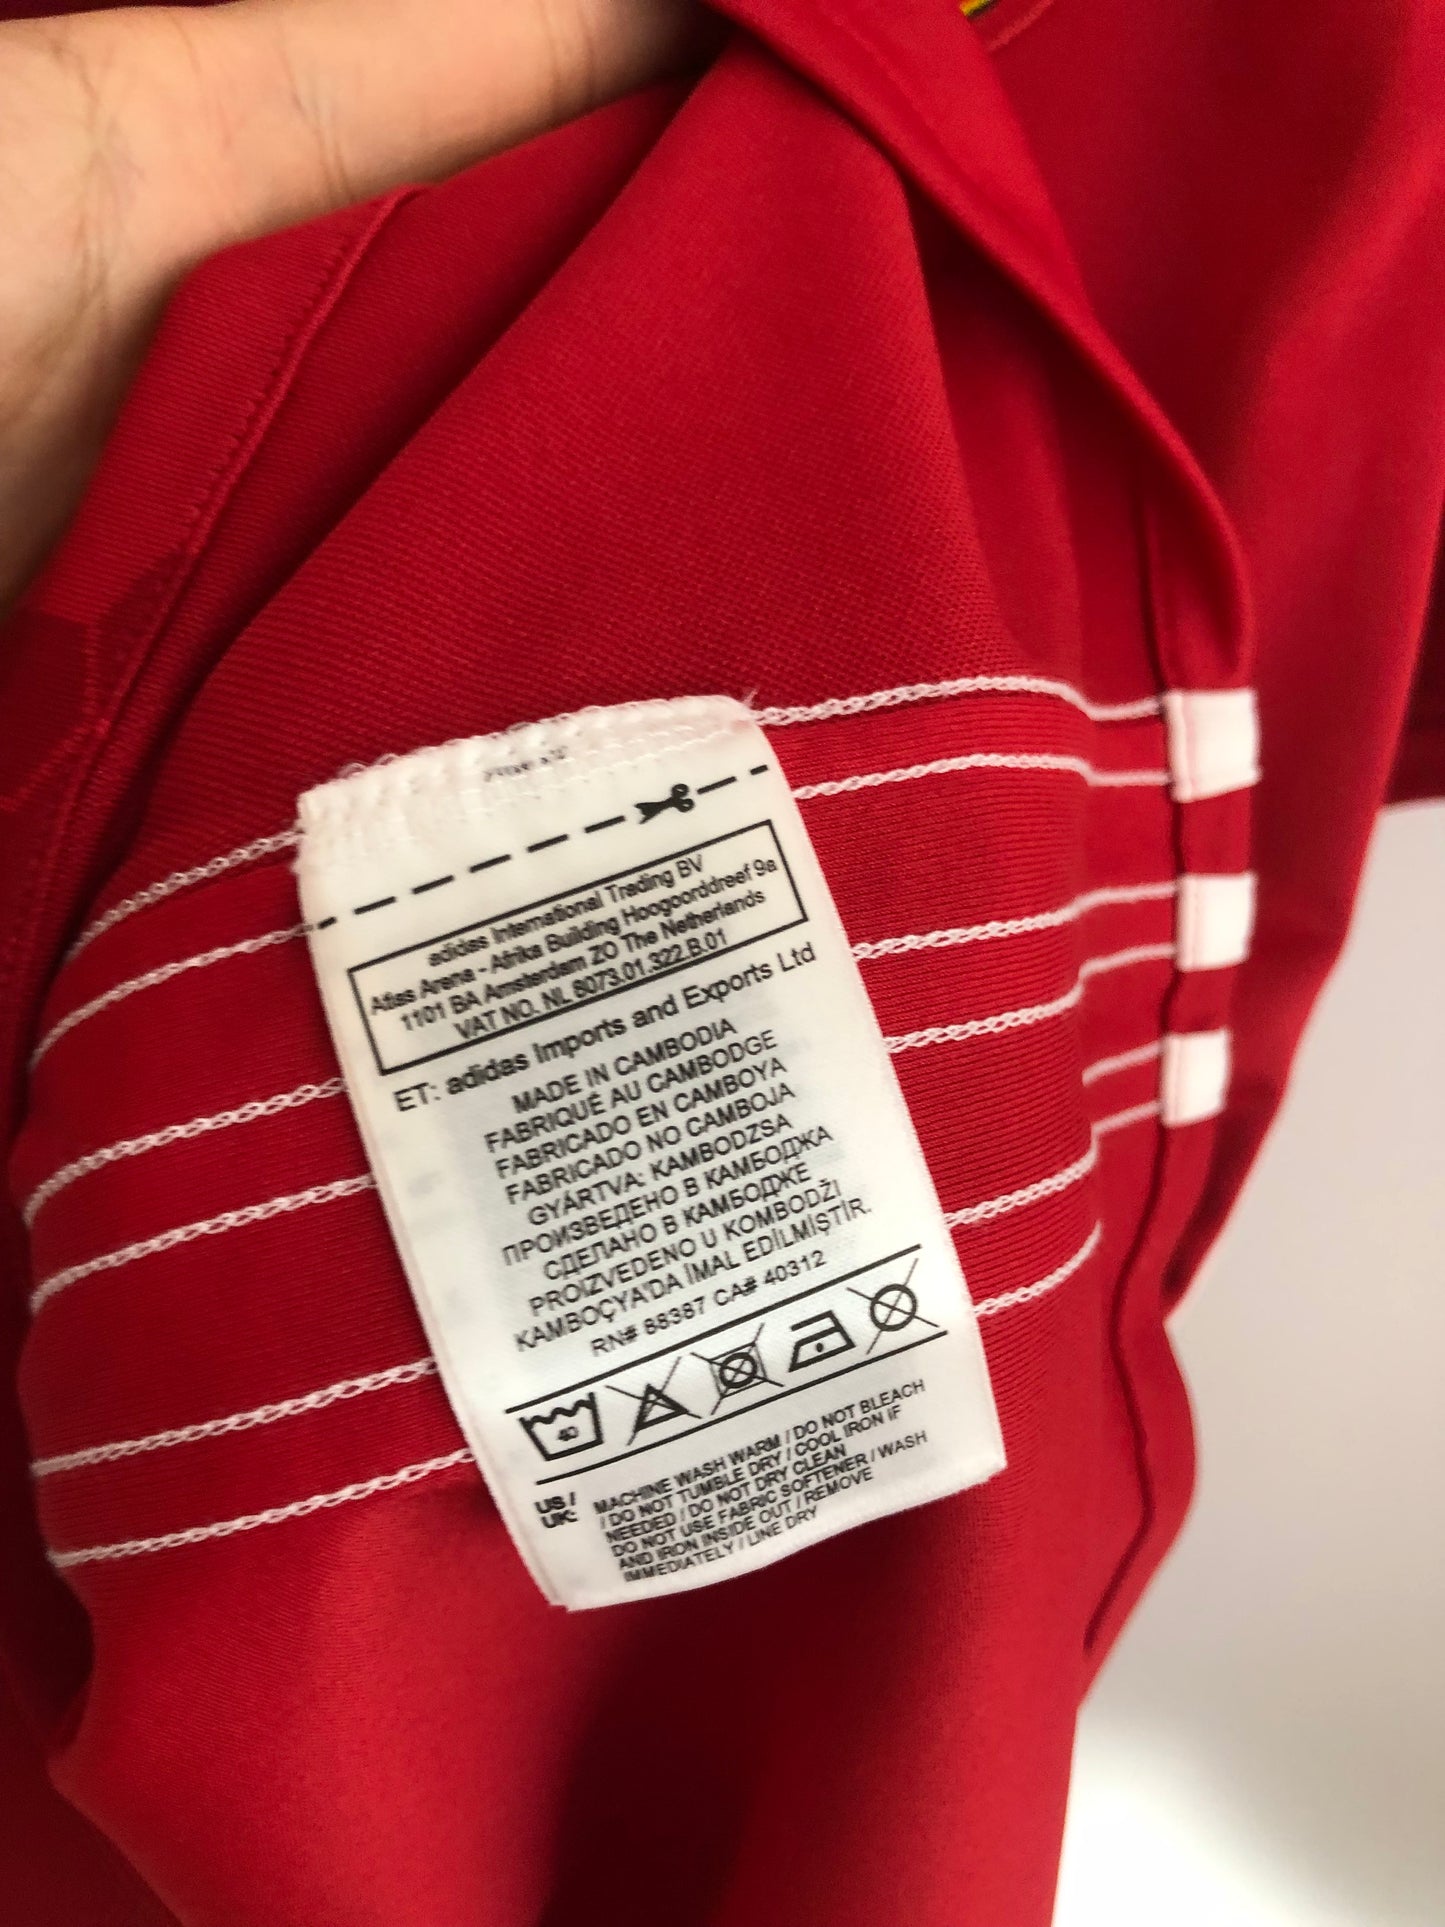 adidas International Trading BV
Atlas Arena - Afrika Building Hoogoorddreef 9a
1101 BA Amsterdam ZO The Netherlands
VAT NO. NL 8073.01.322.B.01
ET: adidas Imports and Exports Ltd
MADE IN CAMBODIA
FABRIQUÉ AU CAMBODGE
FABRICADO EN CAMBOYA
FABRICADO NO CAMBOJA
GYÁRTVA: KAMBODZSA
ПРОИЗВЕДЕНО В КАМБОДЖА
СДЕЛАНО В КАМБОДЖЕ
PROIZVEDENO U KOMBODŽI
KAMBOÇYA'DA İMAL EDİLMİŞTİR.
RN# 88387 CA# 40312
40
US /
UK:
MACHINE WASH WARM / DO NOT BLEACH
/ DO NOT TUMBLE DRY / COOL IRON IF
NEEDED / DO NOT DRY CLEAN
DO NOT USE FABRIC SOFTENER / WASH
AND IRON INSIDE OUT / REMOVE
IMMEDIATELY / LINE DRY